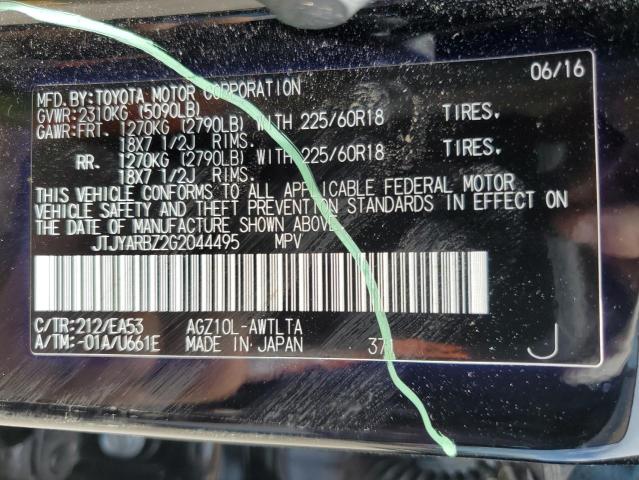 MFD.BY:TOYOTA MOTOR CORPORATION 06/16
GVWR:2310KG (5090LB)
GAWR:FRT. 1270KG (2790LB) WITH 225/60R18 TIRES.
18X7 1/2J RIMS.
RR. 1270KG (2790LB) WITH 225/60R18 TIRES.
18X7 1/2J RIMS.
THIS VEHICLE CONFORMS TO ALL APPLICABLE FEDERAL MOTOR
VEHICLE SAFETY AND THEFT PREVENTION STANDARDS IN EFFECT ON
THE DATE OF MANUFACTURE SHOWN ABOVE.
JTJYARBZ2G2044495 MPV
C/TR:212/EA53 AGZ10L-AWTLTA
A/TM:-01A/U661E MADE IN JAPAN 371 J